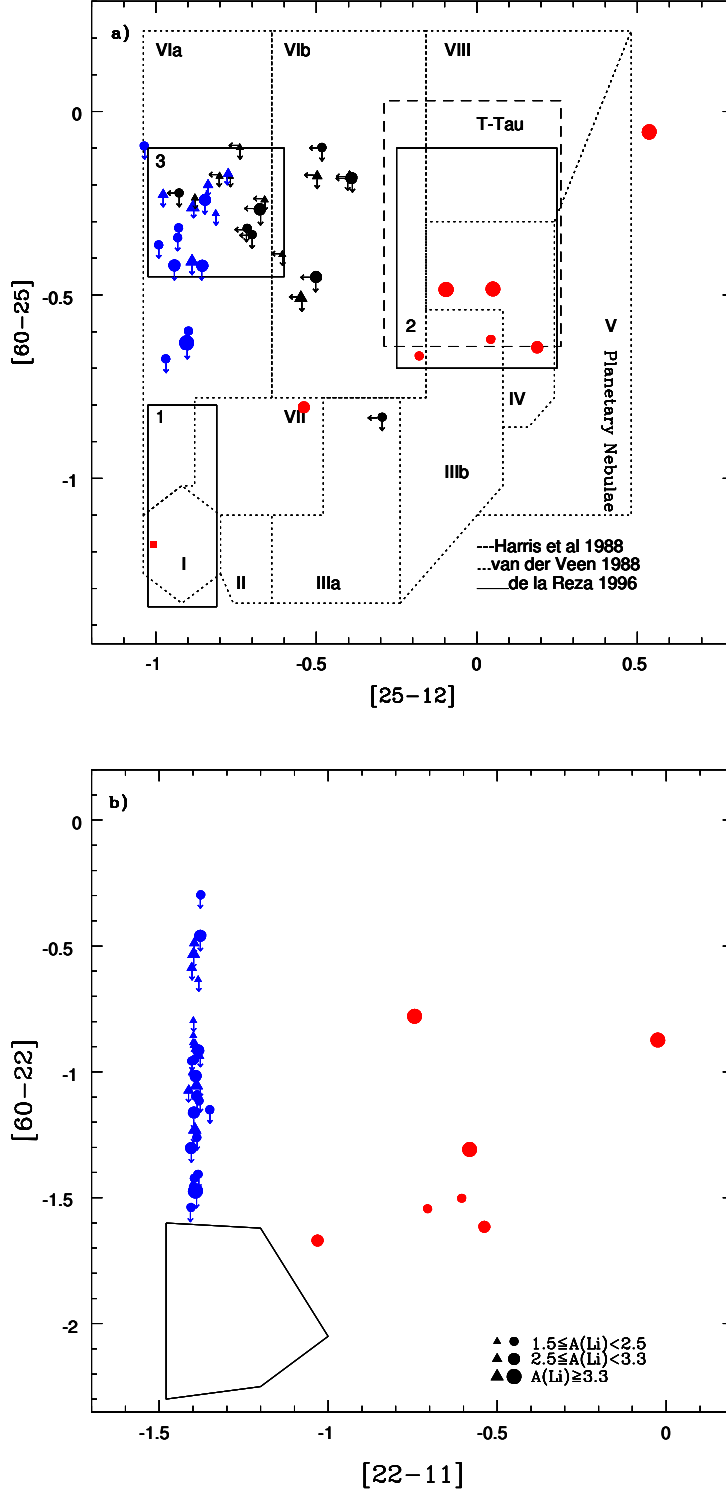 a)
VIa
VIb
VIII
T-Tau
0
3
[60−25]
-0.5
2
V
Planetary Nebulae
IV
1
VII
-1
IIIb
I
II
IIIa
---Harris et al 1988
...van der Veen 1988
—de la Reza 1996
-1
-0.5
0
0.5
[25−12]
b)
0
-0.5
[60−22]
-1
-1.5
-2
1.5≦A(Li)<2.5
2.5≦A(Li)<3.3
A(Li)≧3.3
-1.5
-1
-0.5
0
[22−11]